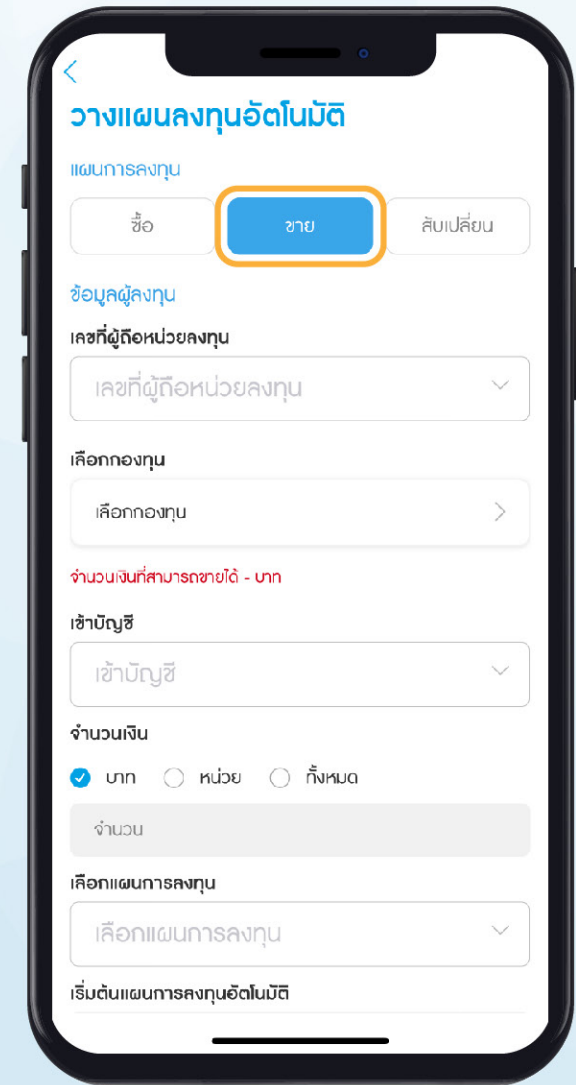 วางแผนลงทุนอัตโนมัติ
แผนการลงทุน
ซื้อ ขาย สับเปลี่ยน
ข้อมูลผู้ลงทุน
เลขที่ผู้ถือหน่วยลงทุน
เลขที่ผู้ถือหน่วยลงทุน
เลือกกองทุน
เลือกกองทุน
จำนวนเงินที่สามารถขายได้ - บาท
เข้าบัญชี
เข้าบัญชี
จำนวนเงิน
บาท หน่วย ทั้งหมด
จำนวน
เลือกแผนการลงทุน
เลือกแผนการลงทุน
เริ่มต้นแผนการลงทุนอัตโนมัติ